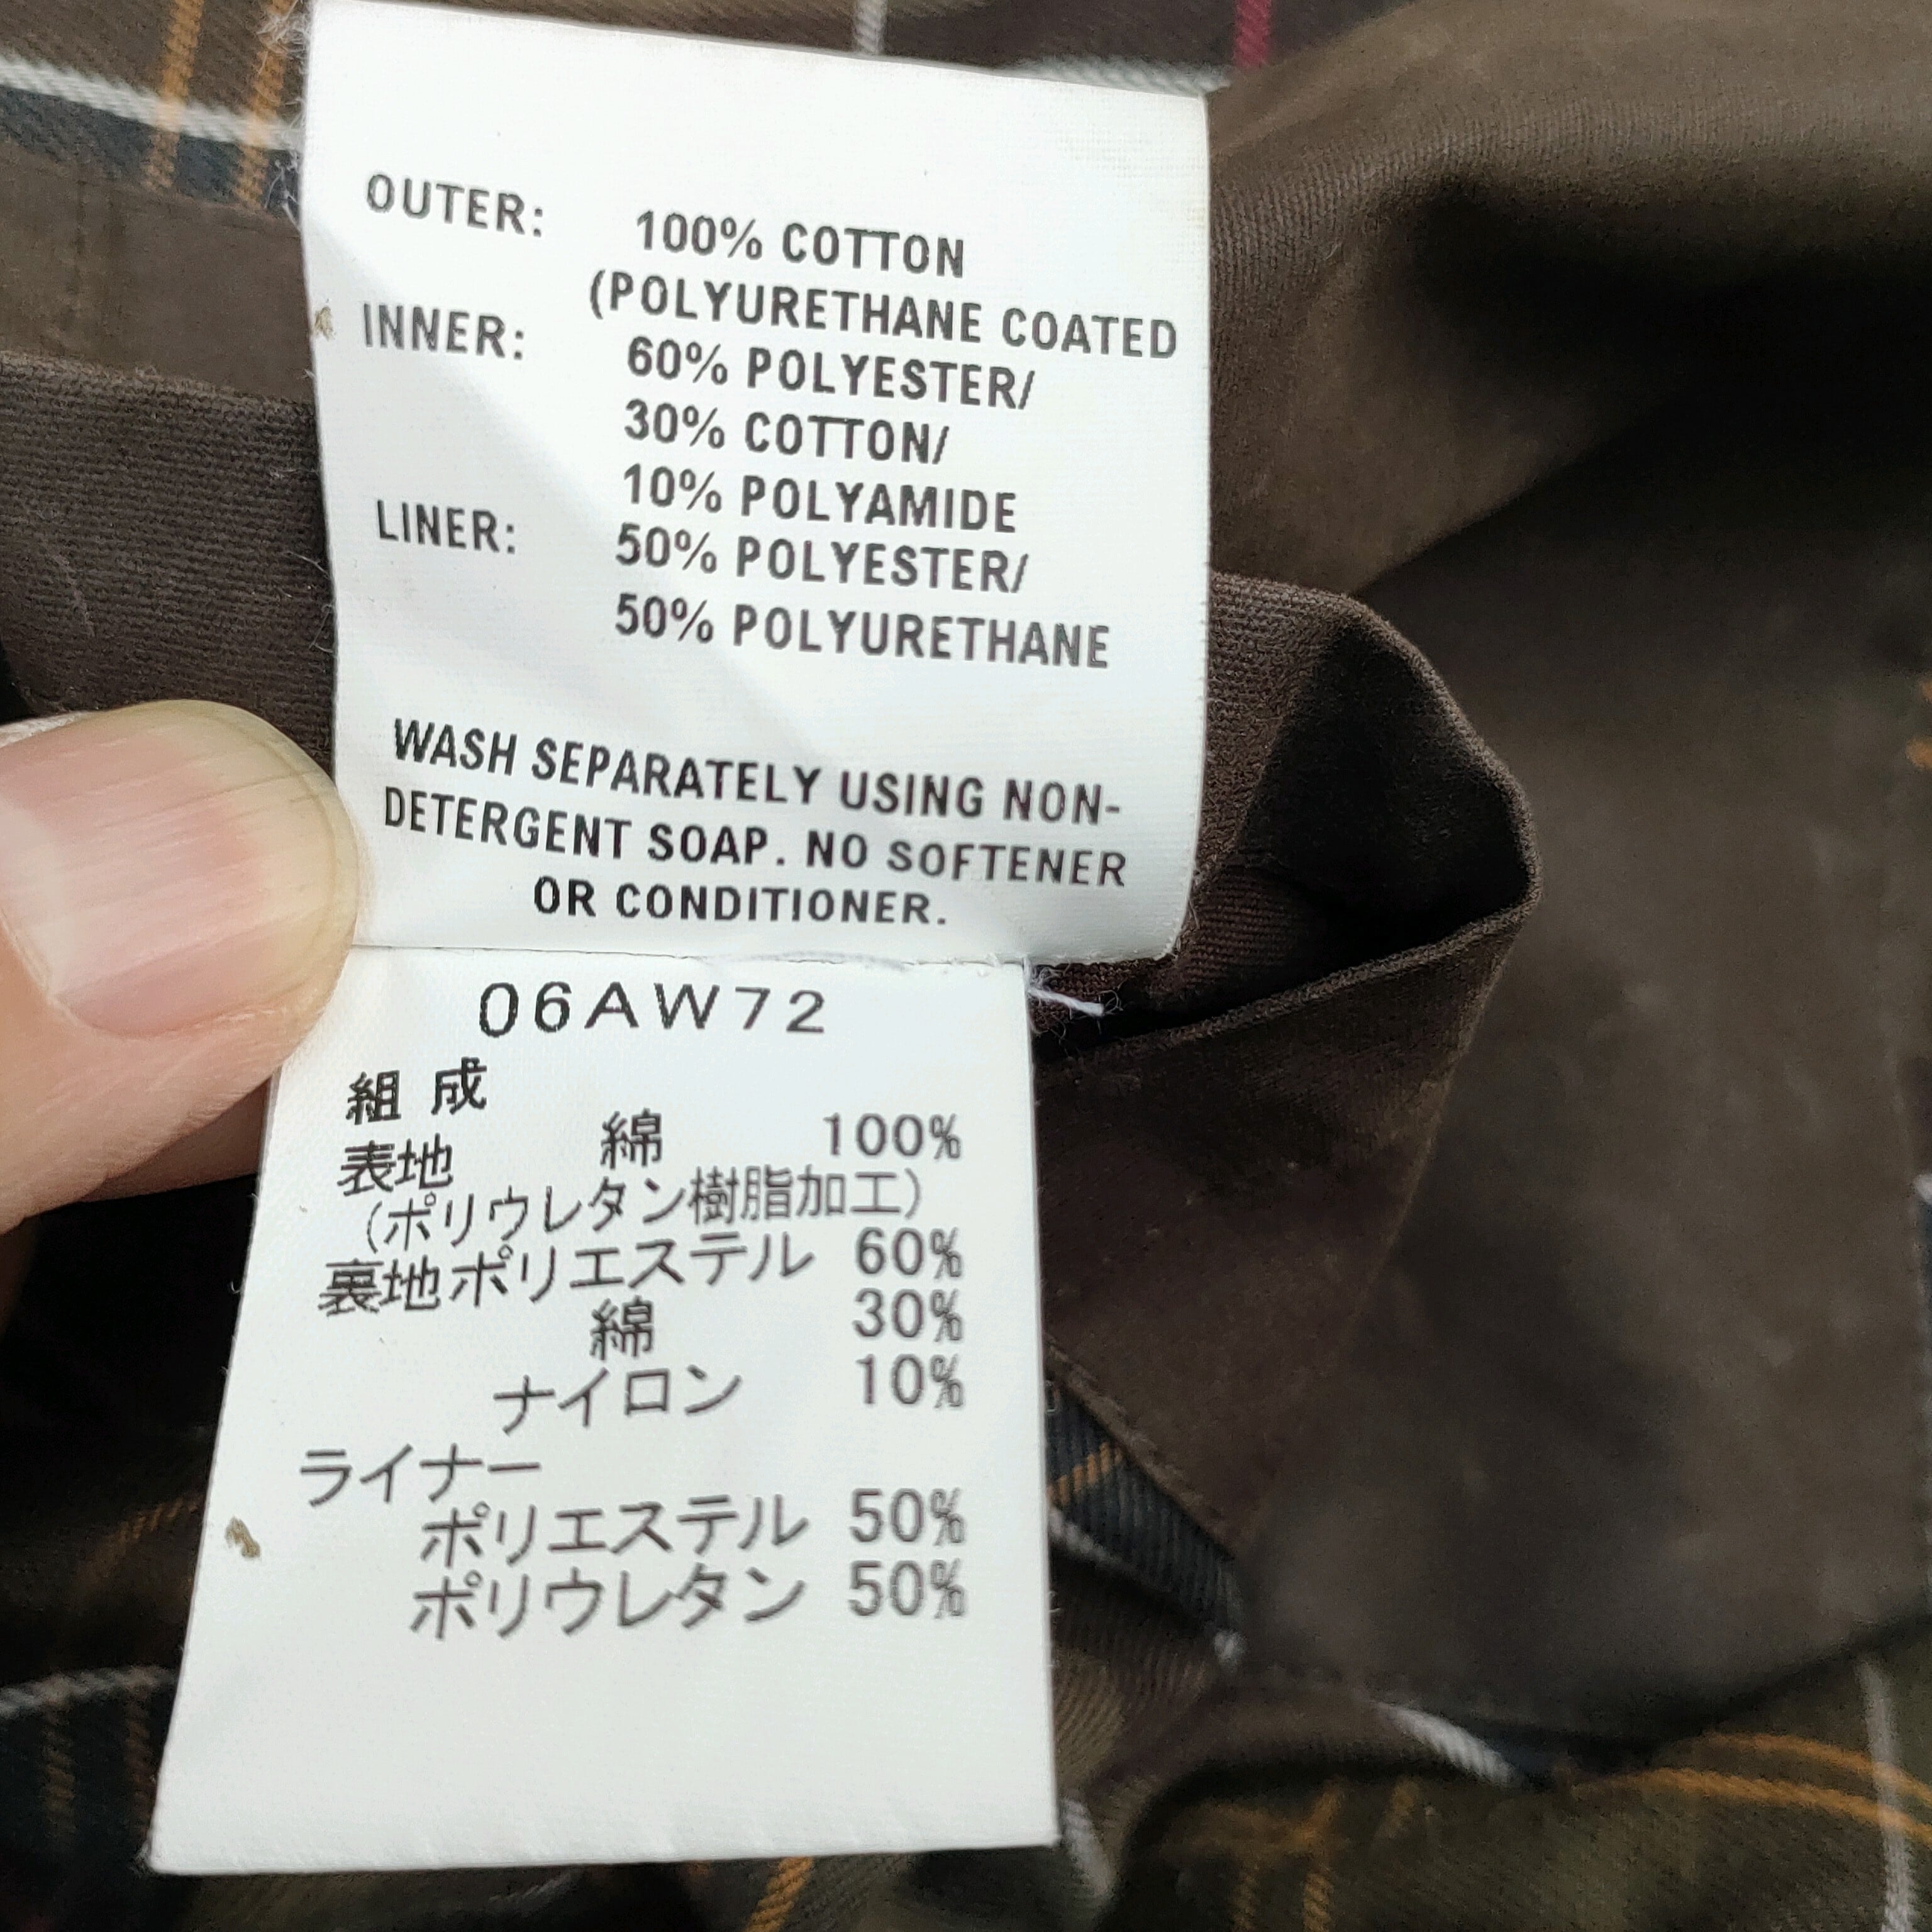 OUTER: 100% COTTON
(POLYURETHANE COATED
INNER: 60% POLYESTER/
30% COTTON/
10% POLYAMIDE
LINER: 50% POLYESTER/
50% POLYURETHANE
WASH SEPARATELY USING NON-
DETERGENT SOAP. NO SOFTENER
OR CONDITIONER.
06AW72
組成
表地 綿 100%
(ポリウレタン樹脂加工)
裏地ポリエステル 60%
綿 30%
ナイロン 10%
ライナー
ポリエステル 50%
ポリウレタン 50%